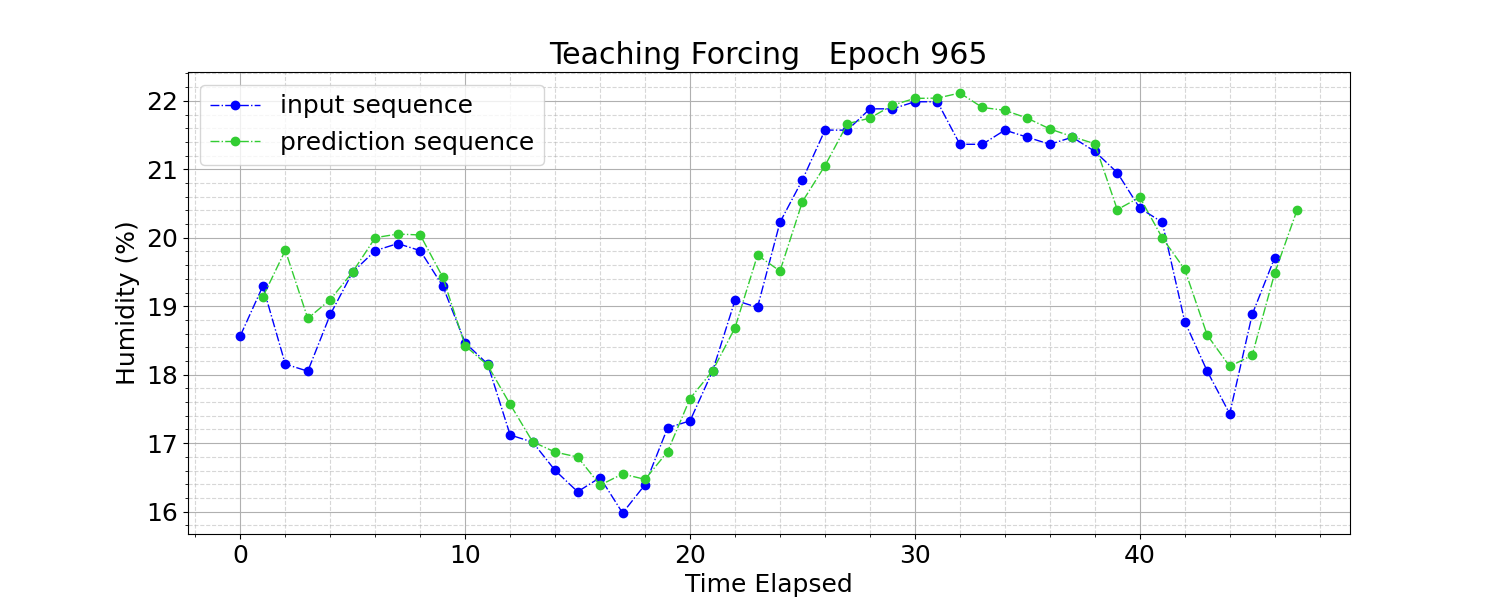 Teaching Forcing   Epoch 965
input sequence
prediction sequence
Humidity (%)
22
21
20
19
18
17
16
0 10 20 30 40
Time Elapsed